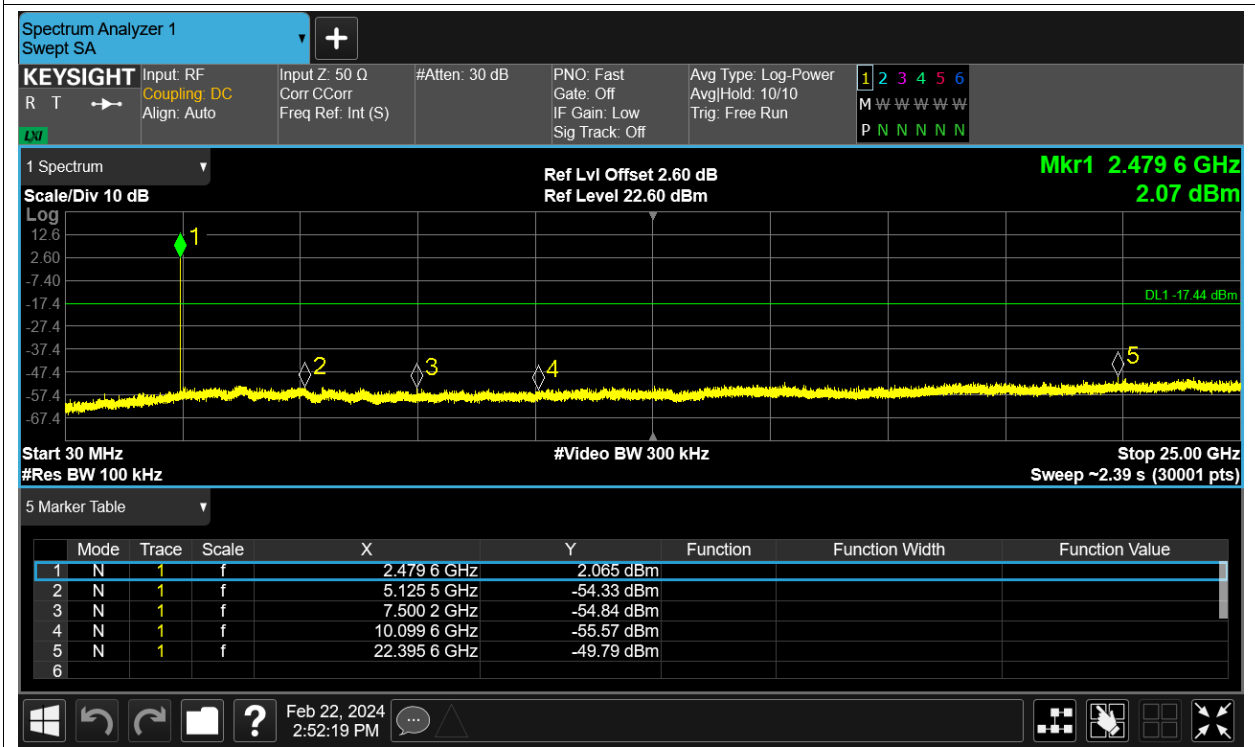 Spectrum Analyzer 1
Swept SA
KEYSIGHT
R T
LXI
Input: RF
Coupling: DC
Align: Auto
Input Z: 50 Ω
Corr CCorr
Freq Ref: Int (S)
#Atten: 30 dB
PNO: Fast
Gate: Off
IF Gain: Low
Sig Track: Off
Avg Type: Log-Power
Avg|Hold: 10/10
Trig: Free Run
1 2 3 4 5 6
M W W W W W
P N N N N N
1 Spectrum
Scale/Div 10 dB
Ref Lvl Offset 2.60 dB
Ref Level 22.60 dBm
Mkr1 2.479 6 GHz
2.07 dBm
Log
12.6
2.60
-7.40
-17.4
-27.4
-37.4
-47.4
-57.4
-67.4
1
DL1 -17.44 dBm
2
3
4
5
Start 30 MHz
#Res BW 100 kHz
#Video BW 300 kHz
Stop 25.00 GHz
Sweep ~2.39 s (30001 pts)
5 Marker Table
Mode Trace Scale X Y Function Function Width Function Value
1 N 1 f 2.479 6 GHz 2.065 dBm
2 N 1 f 5.125 5 GHz -54.33 dBm
3 N 1 f 7.500 2 GHz -54.84 dBm
4 N 1 f 10.099 6 GHz -55.57 dBm
5 N 1 f 22.395 6 GHz -49.79 dBm
6
?
Feb 22, 2024
2:52:19 PM